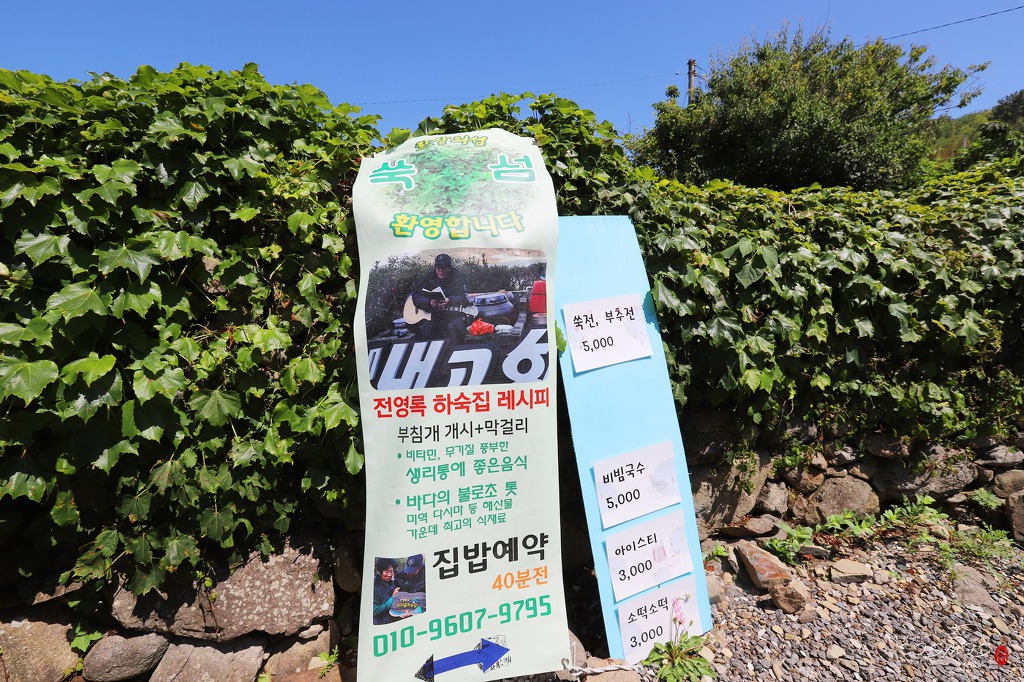 쑥 섬
환영합니다
빼고야
전영록 하숙집 레시피
부침개 개시+막걸리
• 비타민, 무기질 풍부한
생리통에 좋은음식
• 바다의 불로초 톳
미역 다시마 등 해산물
가운데 최고의 식재료
집밥예약
40분전
010-9607-9795
쑥전, 부추전
5,000
비빔국수
5,000
아이스티
3,000
소떡소떡
3,000